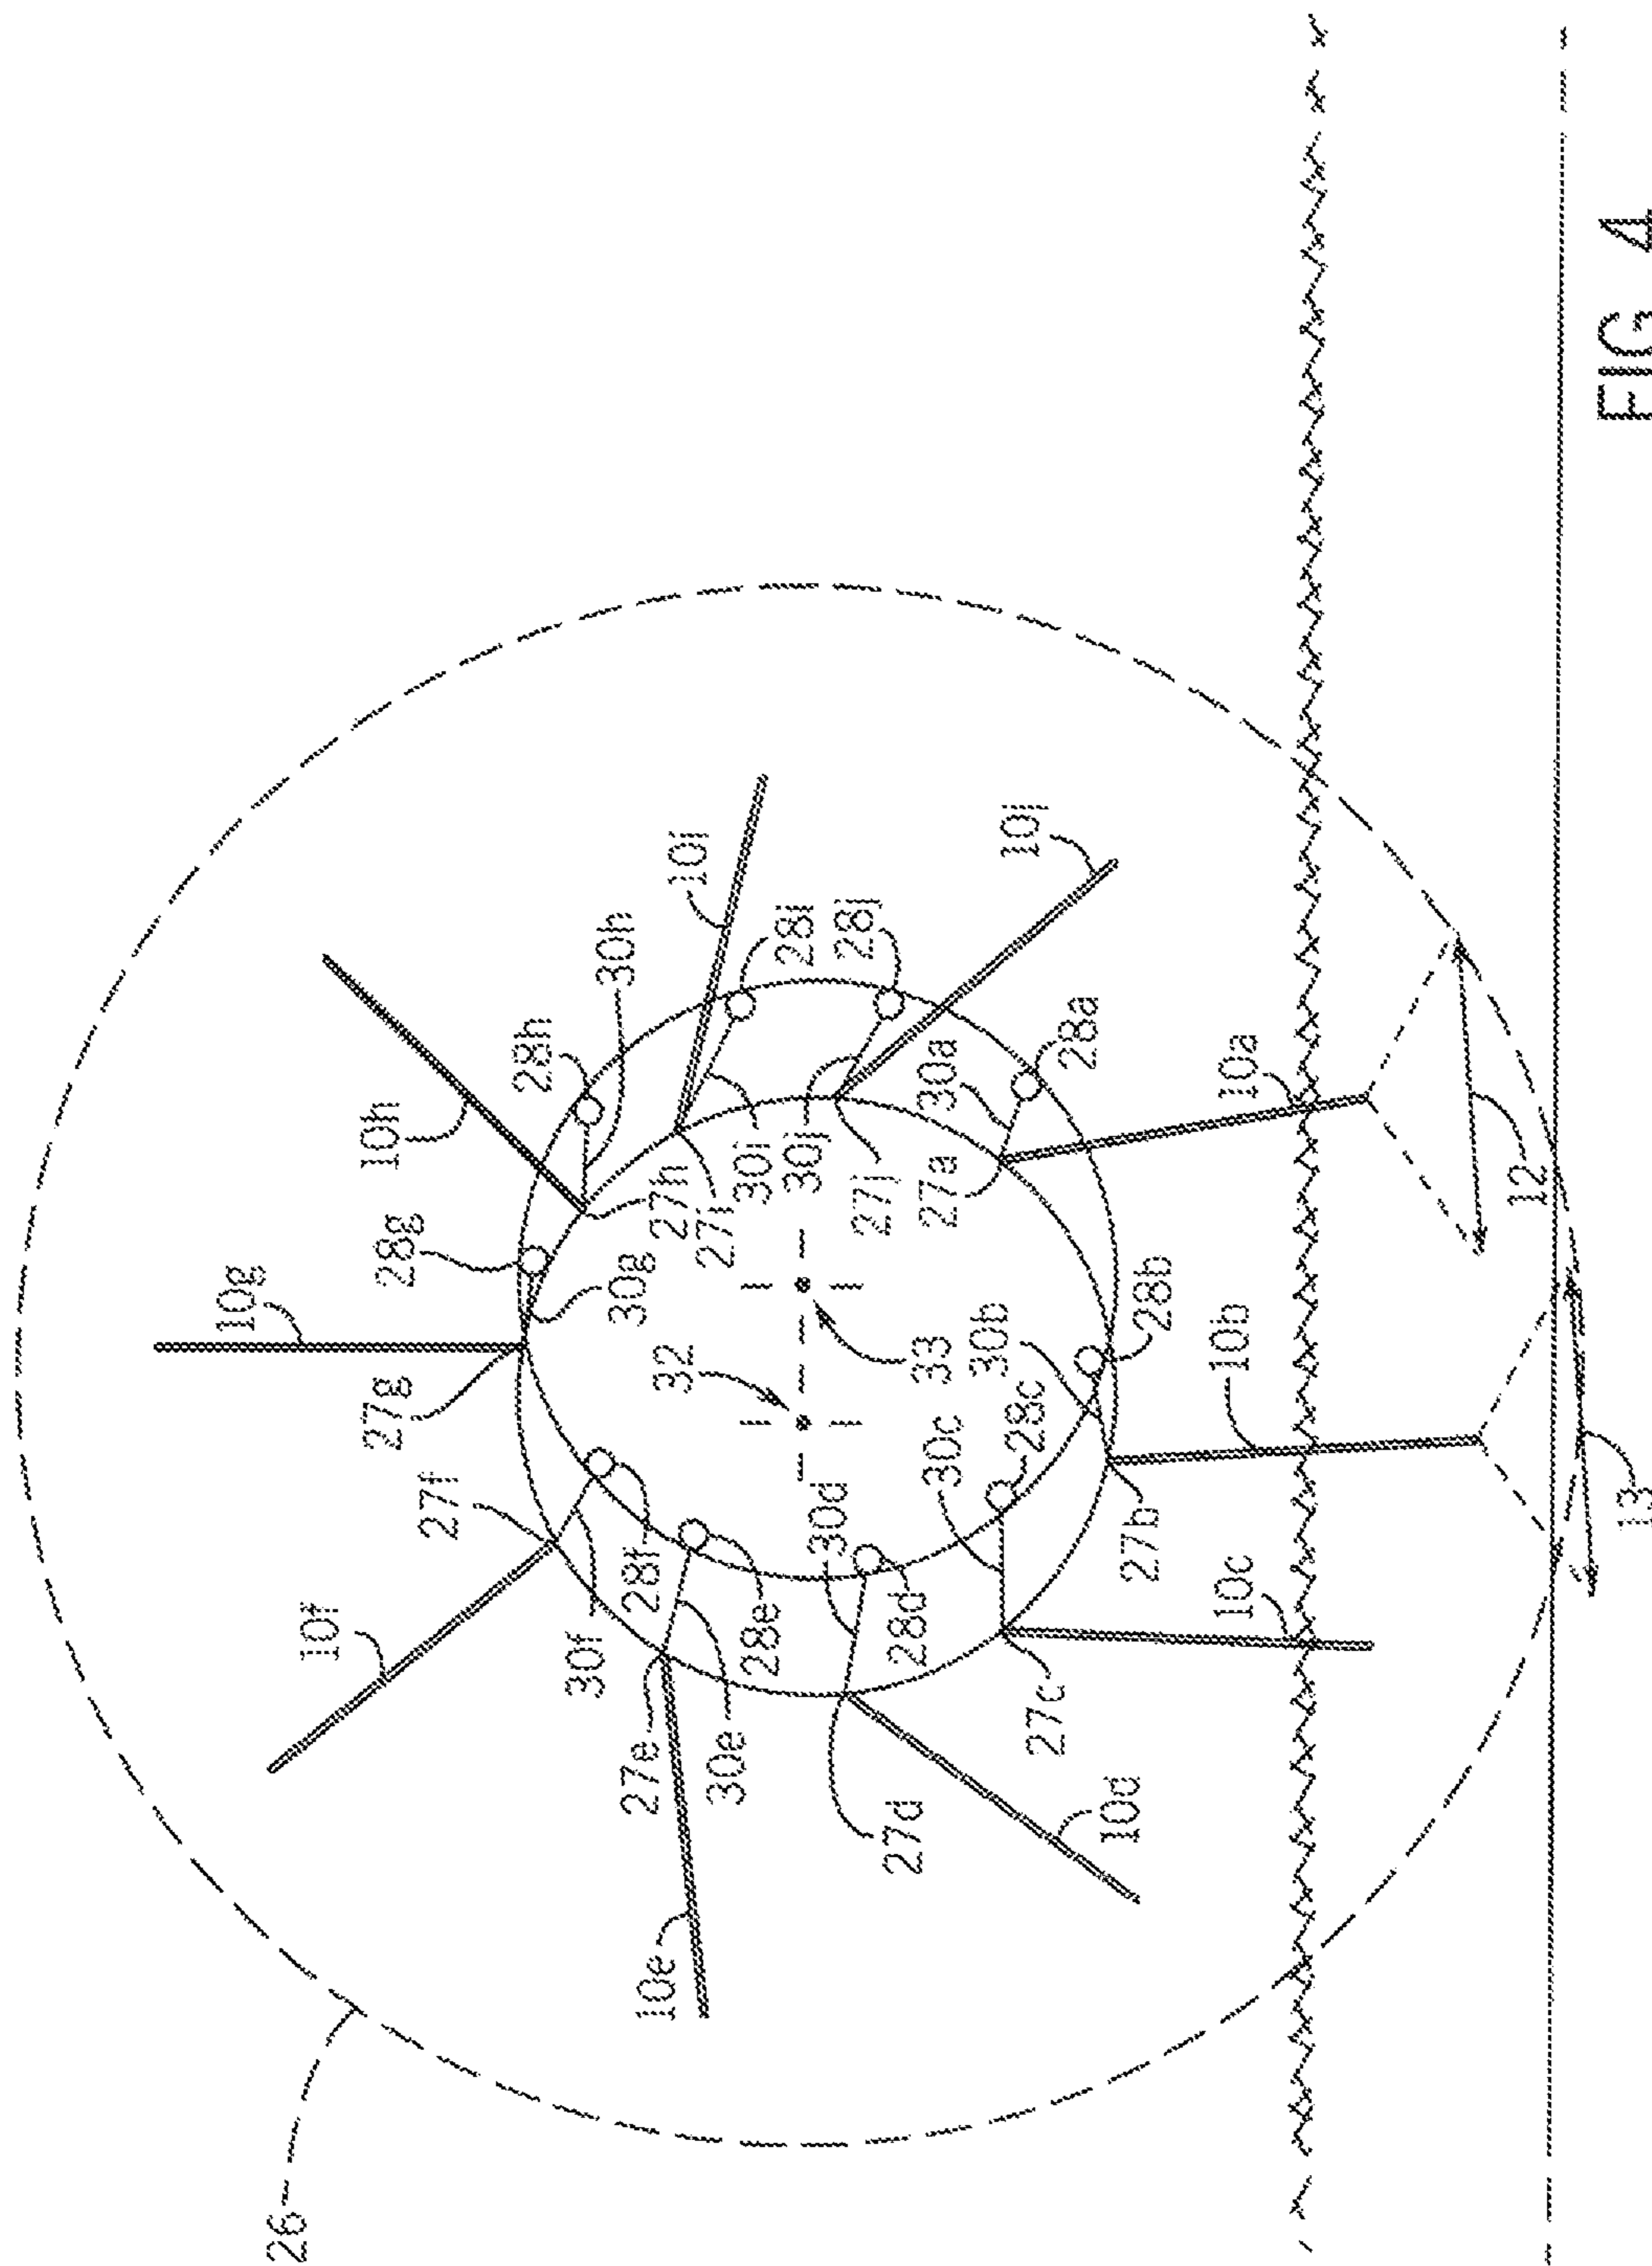 26
10g
10h
10f
28g
27g
28h
30h
10i
27f
30g
27h
27i
28i
30f
28f
32
30i
28j
10j
27e
28e
30e
30j
10e
30d
33
27j
30a
28d
27d
30c
28c
30b
27a
28a
10d
27c
27b
28b
10c
10b
10a
12
13
FIG. 4